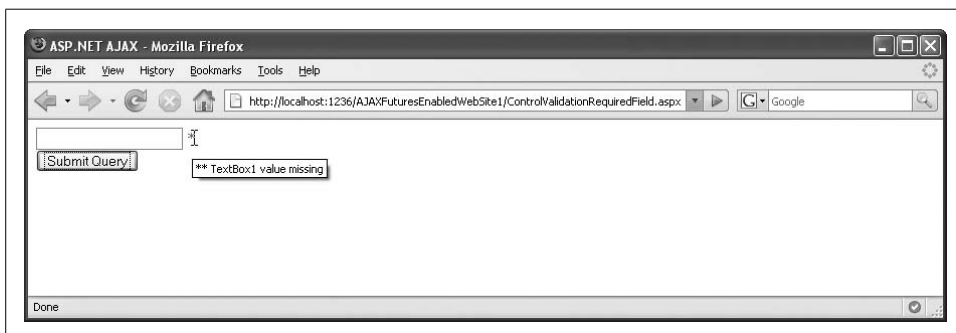 ASP.NET AJAX - Mozilla Firefox
File Edit View History Bookmarks Tools Help
http://localhost:1236/AJAXFuturesEnabledWebSite1/ControlValidationRequiredField.aspx G Google
*
Submit Query
** TextBox1 value missing
Done